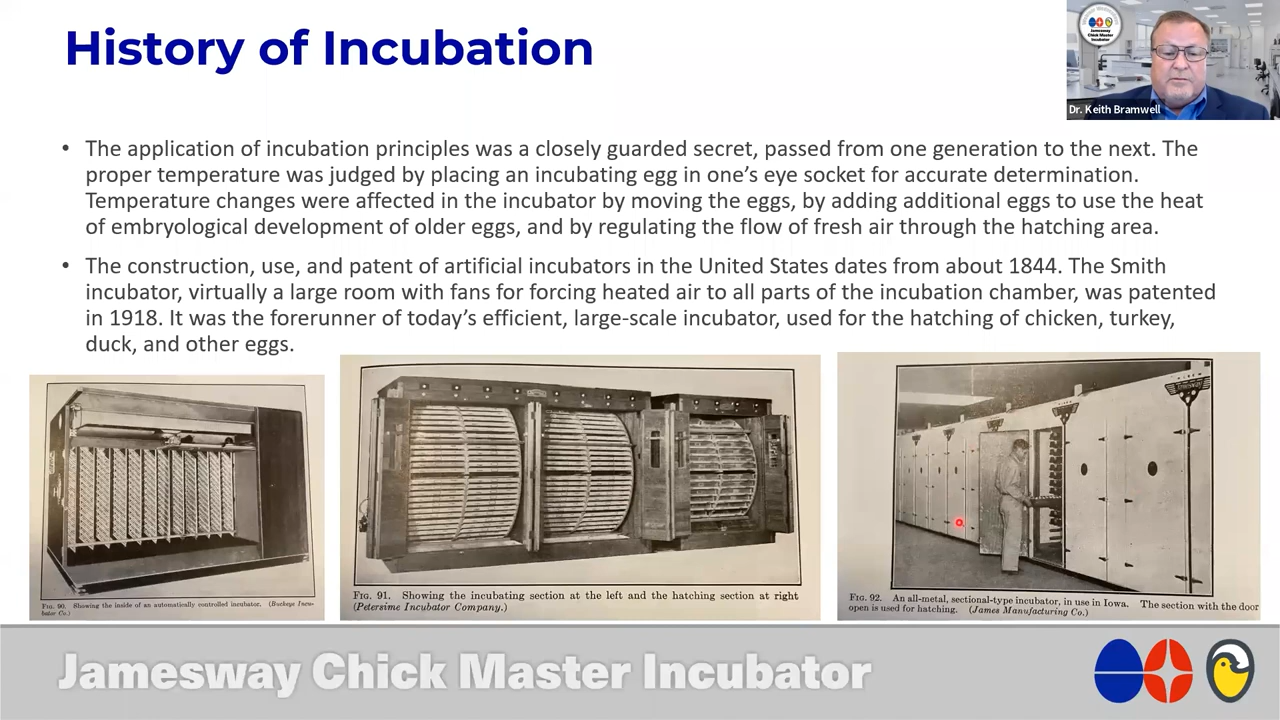 History of Incubation
Jamesway
Chick Master
Incubator
Dr. Keith Bramwell
• The application of incubation principles was a closely guarded secret, passed from one generation to the next. The
proper temperature was judged by placing an incubating egg in one's eye socket for accurate determination.
Temperature changes were affected in the incubator by moving the eggs, by adding additional eggs to use the heat
of embryological development of older eggs, and by regulating the flow of fresh air through the hatching area.
• The construction, use, and patent of artificial incubators in the United States dates from about 1844. The Smith
incubator, virtually a large room with fans for forcing heated air to all parts of the incubation chamber, was patented
in 1918. It was the forerunner of today's efficient, large-scale incubator, used for the hatching of chicken, turkey,
duck, and other eggs.
Fig. 90. Showing the inside of an automatically controlled incubator. (Buckeye Incu-
bator Co.)
Fig. 91. Showing the incubating section at the left and the hatching section at right
(Petersime Incubator Company.)
Jamesway
Fig. 92. An all-metal, sectional-type incubator, in use in Iowa. The section with the door
open is used for hatching. (James Manufacturing Co.)
Jamesway Chick Master Incubator